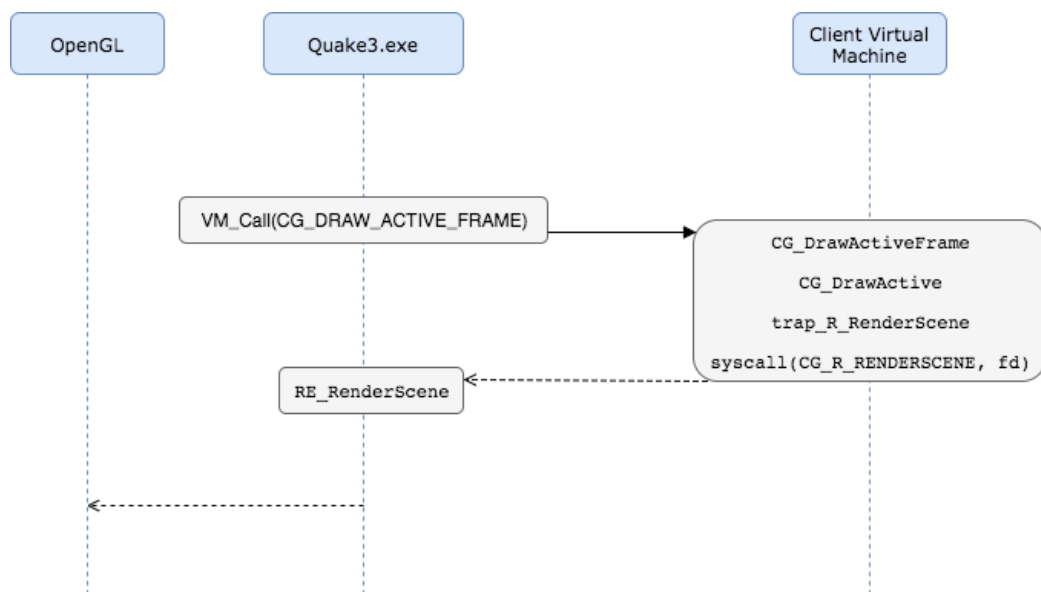 OpenGL
Quake3.exe
Client Virtual
Machine
VM_Call(CG_DRAW_ACTIVE_FRAME)
CG_DrawActiveFrame
CG_DrawActive
trap_R_RenderScene
syscall(CG_R_RENDERSCENE, fd)
RE_RenderScene